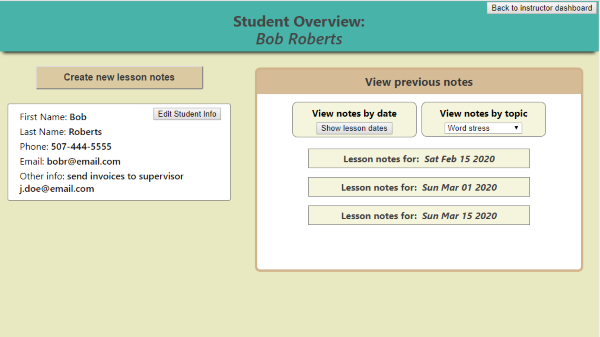 Back to instructor dashboard
Student Overview:
Bob Roberts
Create new lesson notes
First Name: Bob
Edit Student Info
Last Name: Roberts
Phone: 507-444-5555
Email: bobr@email.com
Other info: send invoices to supervisor
j.doe@email.com
View previous notes
View notes by date
Show lesson dates
View notes by topic
Word stress
Lesson notes for: Sat Feb 15 2020
Lesson notes for: Sun Mar 01 2020
Lesson notes for: Sun Mar 15 2020